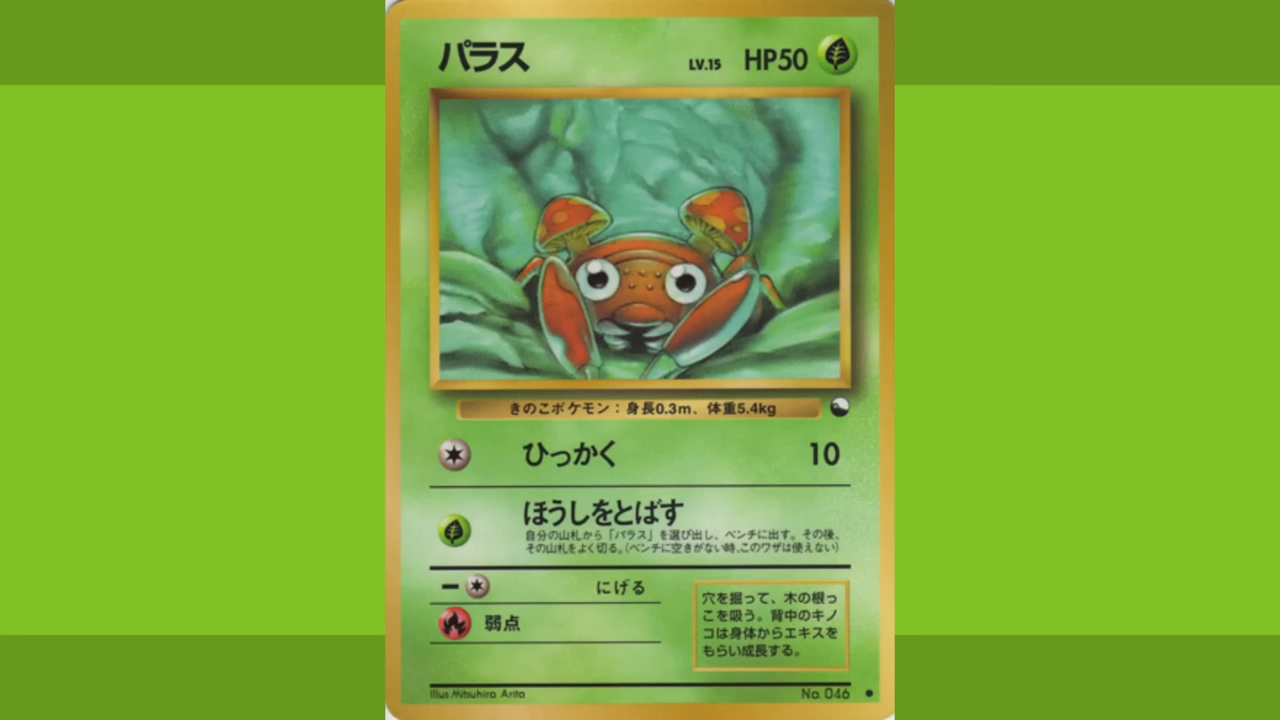 パラス LV.15 HP50
きのこポケモン：身長0.3m、体重5.4kg
ひっかく 10
ほうしをとばす
自分の山札から「パラス」を選び出し、ベンチに出す。その後、
その山札をよく切る。（ベンチに空きがない時、このワザは使えない）
にげる
弱点
穴を掘って、木の根っ
こを吸う。背中のキノ
コは身体からエキスを
もらい成長する。
Illus.Mitsuhiro Arita No. 046